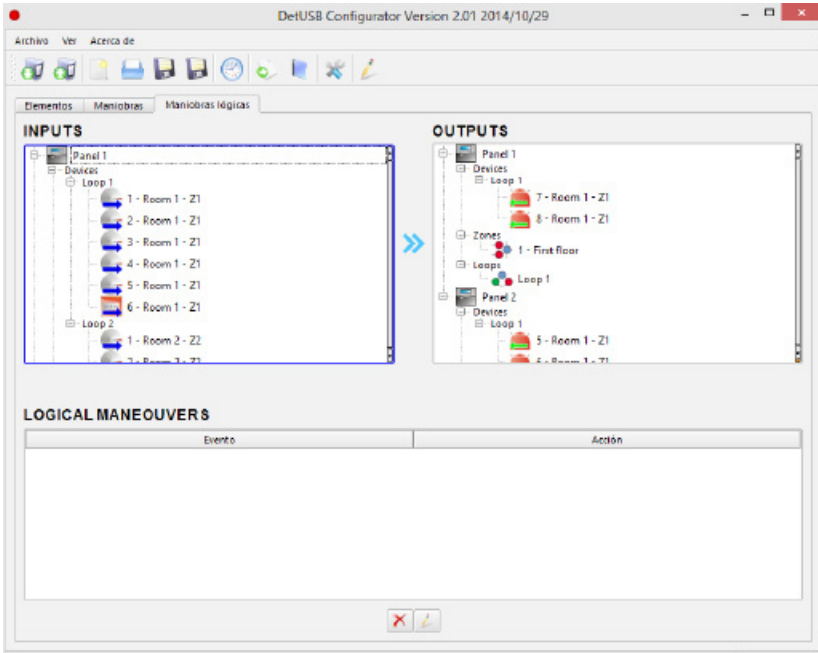 DetUSB Configurator Version 2.01 2014/10/29
Archivo Ver Acerca de
Elementos Maniobras Maniobras lógicas
INPUTS
Panel 1
Devices
Loop 1
1 - Room 1 - Z1
2 - Room 1 - Z1
3 - Room 1 - Z1
4 - Room 1 - Z1
5 - Room 1 - Z1
6 - Room 1 - Z1
Loop 2
1 - Room 2 - Z2
OUTPUTS
Panel 1
Devices
Loop 1
7 - Room 1 - Z1
8 - Room 1 - Z1
Zones
1 - First floor
Loops
Loop 1
Panel 2
Devices
Loop 1
5 - Room 1 - Z1
6 - Room 1 - Z1
LOGICAL MANEOUVERS
Evento Acción